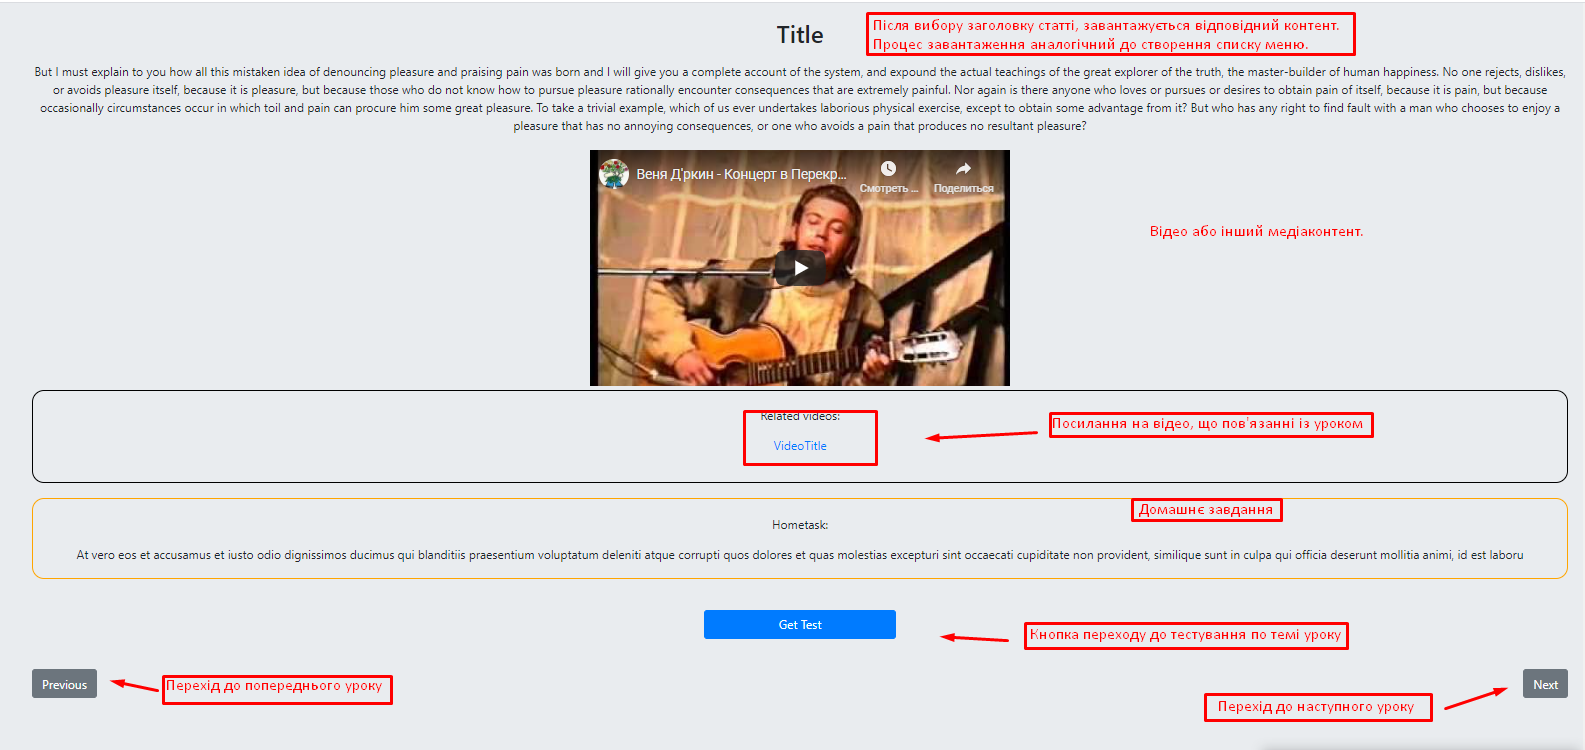 Title
Після вибору заголовку статті, завантажується відповідний контент.
Процес завантаження аналогічний до створення списку меню.
But I must explain to you how all this mistaken idea of denouncing pleasure and praising pain was born and I will give you a complete account of the system, and expound the actual teachings of the great explorer of the truth, the master-builder of human happiness. No one rejects, dislikes,
or avoids pleasure itself, because it is pleasure, but because those who do not know how to pursue pleasure rationally encounter consequences that are extremely painful. Nor again is there anyone who loves or pursues or desires to obtain pain of itself, because it is pain, but because
occasionally circumstances occur in which toil and pain can procure him some great pleasure. To take a trivial example, which of us ever undertakes laborious physical exercise, except to obtain some advantage from it? But who has any right to find fault with a man who chooses to enjoy a
pleasure that has no annoying consequences, or one who avoids a pain that produces no resultant pleasure?
Веня Д'ркин - Концерт в Перекр...
Смотреть ...
Поделиться
Відео або інший медіаконтент.
Related videos:
VideoTitle
Посилання на відео, що пов'язанні із уроком
Домашнє завдання
Hometask:
At vero eos et accusamus et iusto odio dignissimos ducimus qui blanditiis praesentium voluptatum deleniti atque corrupti quos dolores et quas molestias excepturi sint occaecati cupiditate non provident, similique sunt in culpa qui officia deserunt mollitia animi, id est laboru
Get Test
Кнопка переходу до тестування по темі уроку
Previous
Перехід до попереднього уроку
Next
Перехід до наступного уроку